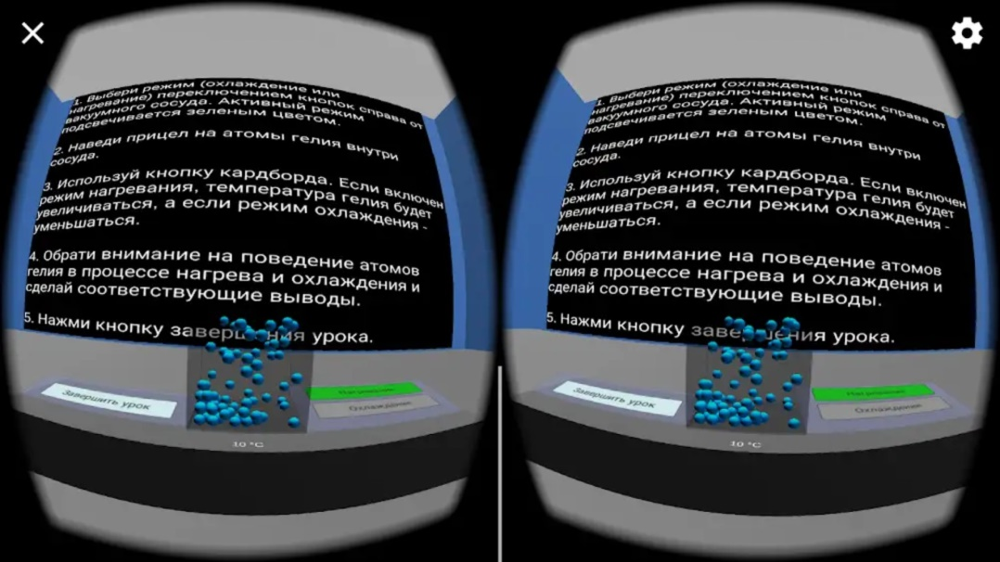 1. Выбери режим (охлаждение или
нагревание) переключением кнопок справа от
вакуумного сосуда. Активный режим
подсвечивается зеленым цветом.
2. Наведи прицел на атомы гелия внутри
сосуда.
3. Используй кнопку кардборда. Если включен
режим нагревания, температура гелия будет
увеличиваться, а если режим охлаждения -
уменьшаться.
4. Обрати внимание на поведение атомов
гелия в процессе нагрева и охлаждения и
сделай соответствующие выводы.
5. Нажми кнопку завершения урока.
Завершить урок
Нагревание
Охлаждение
10 °C
1. Выбери режим (охлаждение или
нагревание) переключением кнопок справа от
вакуумного сосуда. Активный режим
подсвечивается зеленым цветом.
2. Наведи прицел на атомы гелия внутри
сосуда.
3. Используй кнопку кардборда. Если включен
режим нагревания, температура гелия будет
увеличиваться, а если режим охлаждения -
уменьшаться.
4. Обрати внимание на поведение атомов
гелия в процессе нагрева и охлаждения и
сделай соответствующие выводы.
5. Нажми кнопку завершения урока.
Завершить урок
Нагревание
Охлаждение
10 °C